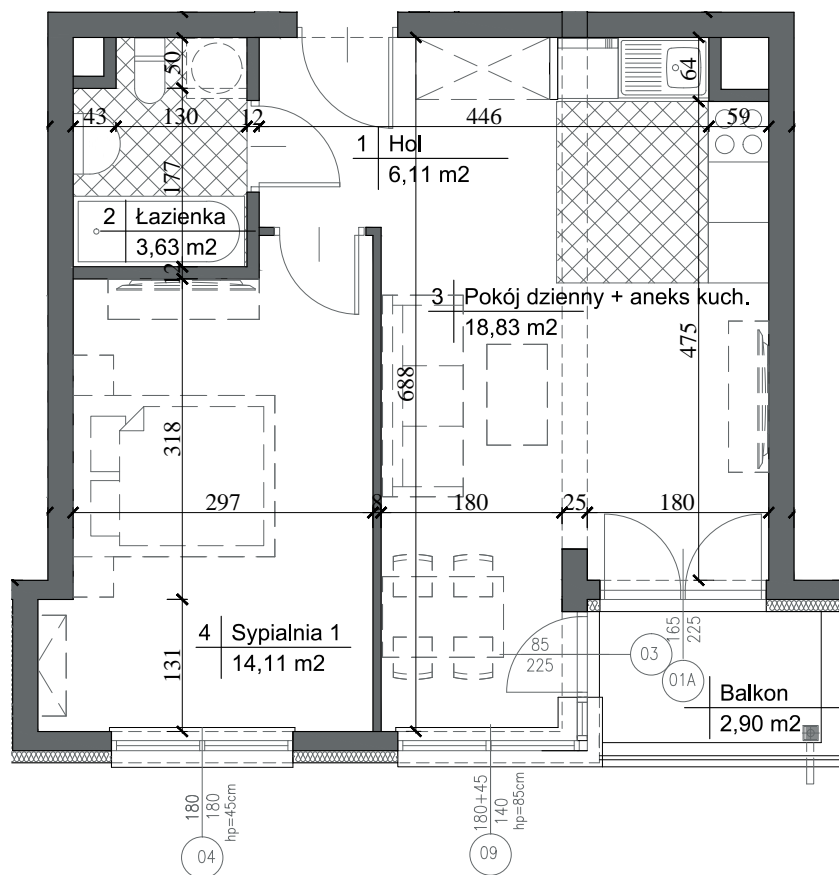 50
64
43
130
12
446
59
1 Hol
6,11 m2
177
2 Łazienka
3,63 m2
12
3 Pokój dzienny + aneks kuch.
18,83 m2
475
688
318
297
8
180
25
180
4 Sypialnia 1
14,11 m2
131
85
225
03
165
225
01A
Balkon
2,90 m2
180
180
hp=45cm
04
180+45
140
hp=85cm
09